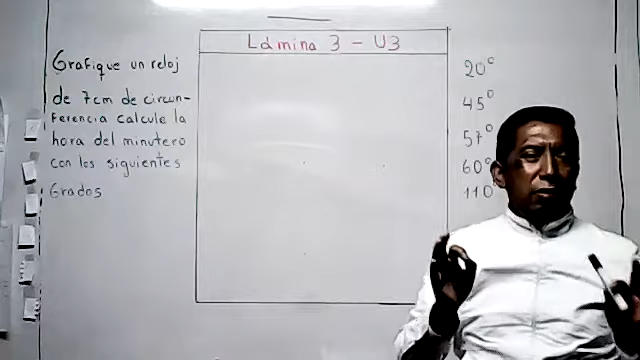 Lámina 3 - U3
Grafique un reloj
de 7cm de circun-
ferencia calcule la
hora del minutero
con los siguientes
Grados
20°
45°
57°
60°
110